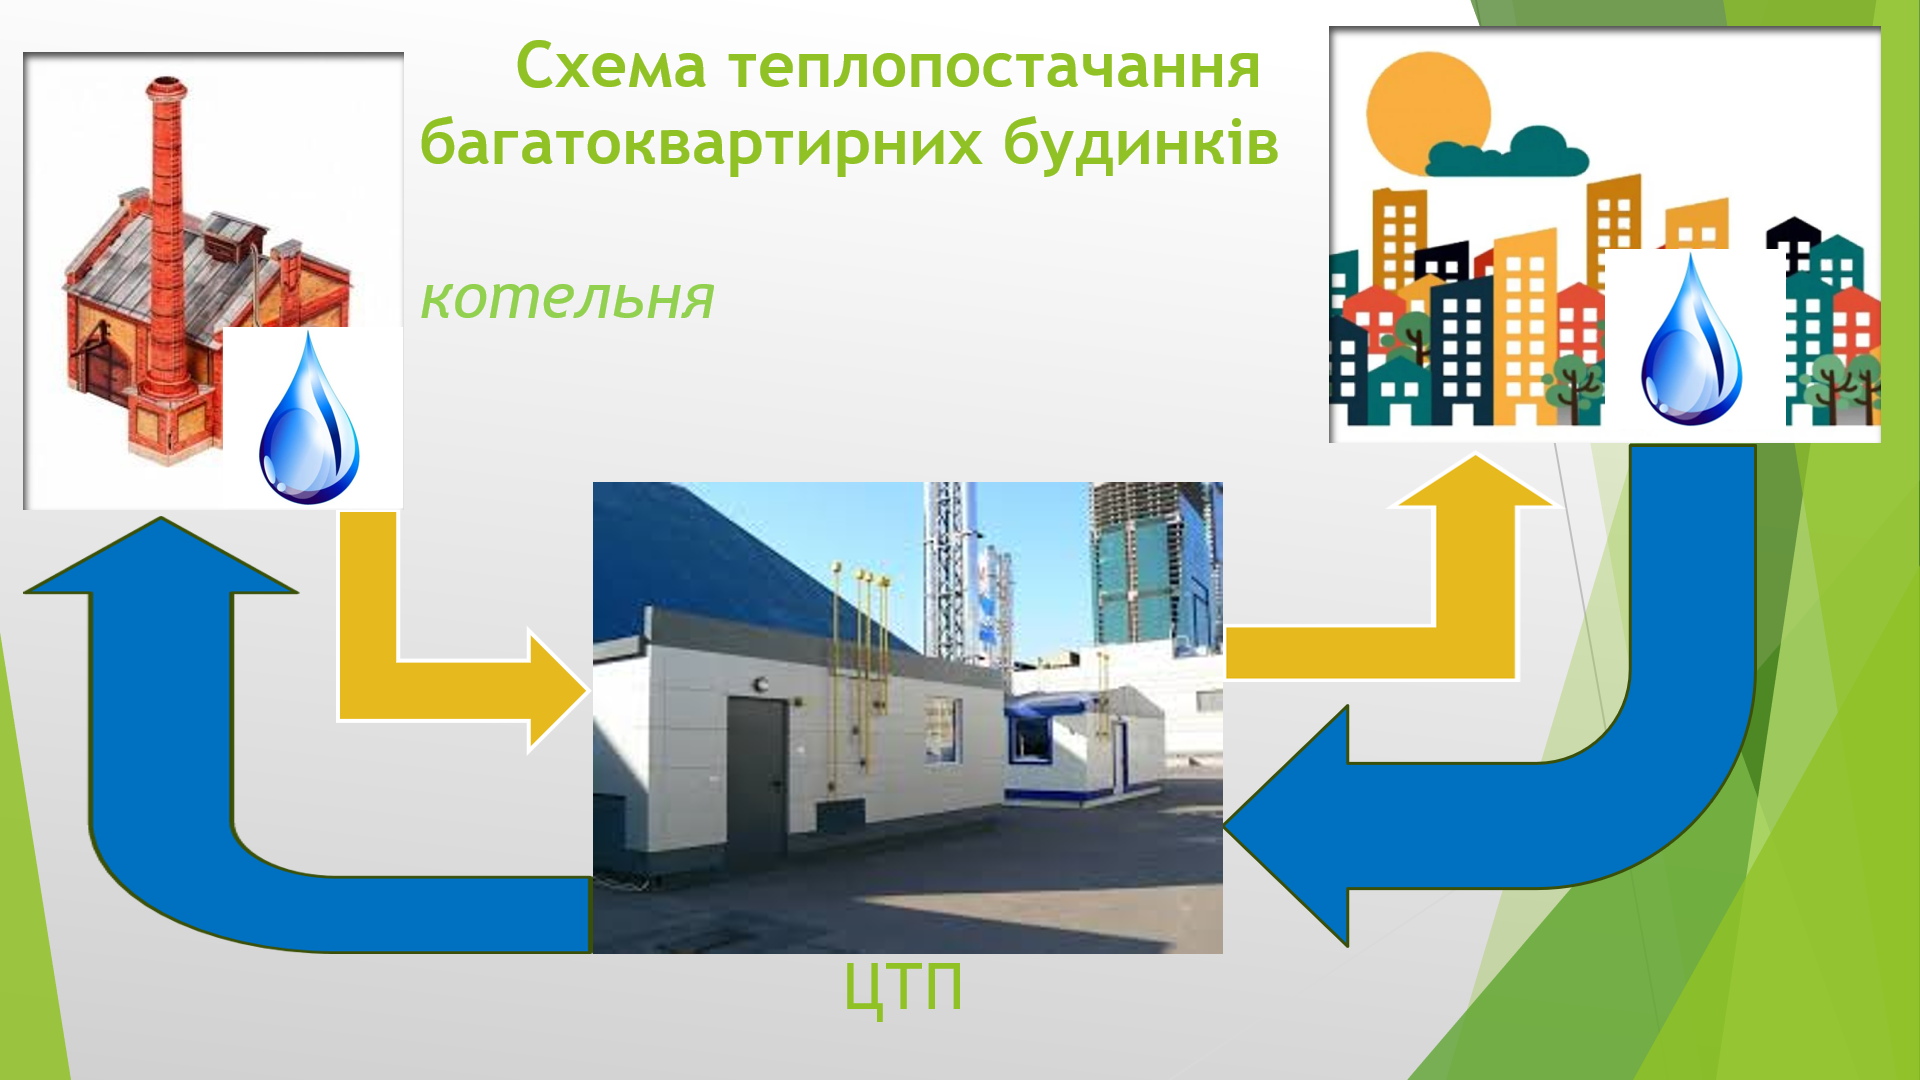 Схема теплопостачання
багатоквартирних будинків
котельня
ЦТП